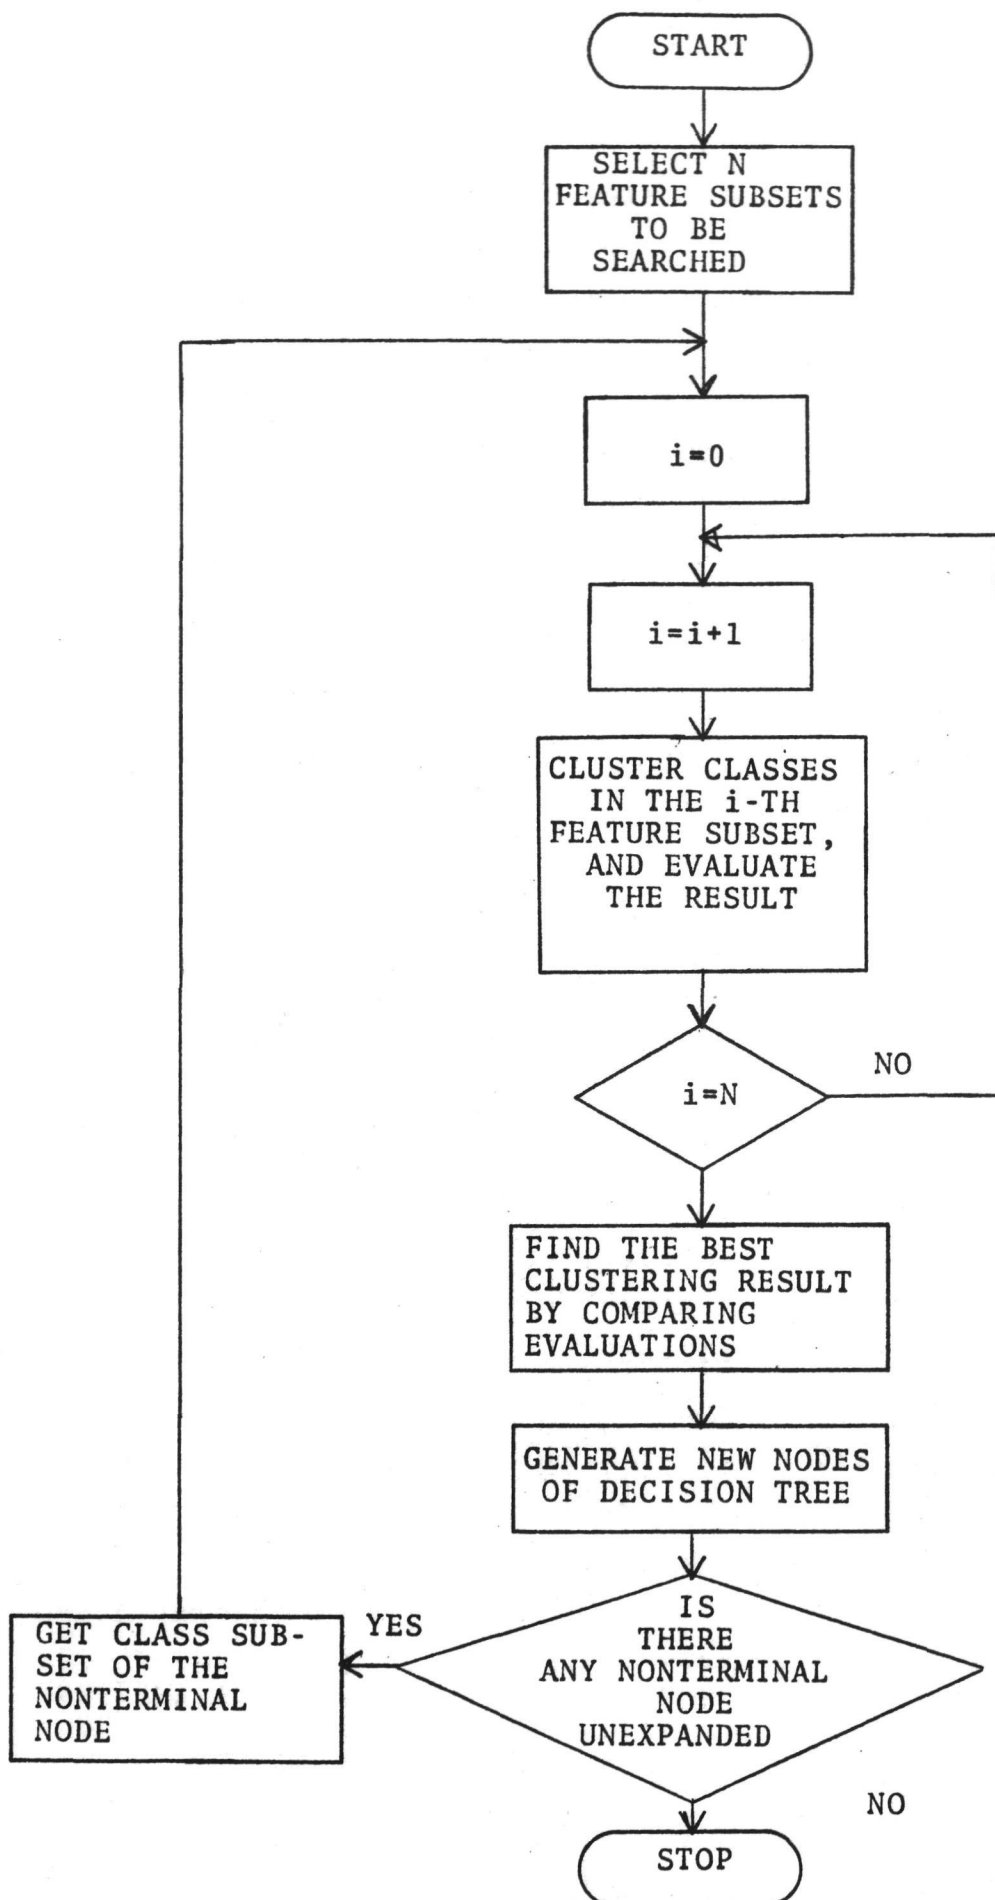 START
SELECT N
FEATURE SUBSETS
TO BE
SEARCHED
i=0
i=i+1
CLUSTER CLASSES
IN THE i-TH
FEATURE SUBSET,
AND EVALUATE
THE RESULT
i=N
NO
FIND THE BEST
CLUSTERING RESULT
BY COMPARING
EVALUATIONS
GENERATE NEW NODES
OF DECISION TREE
IS
THERE
ANY NONTERMINAL
NODE
UNEXPANDED
YES
GET CLASS SUB-
SET OF THE
NONTERMINAL
NODE
NO
STOP